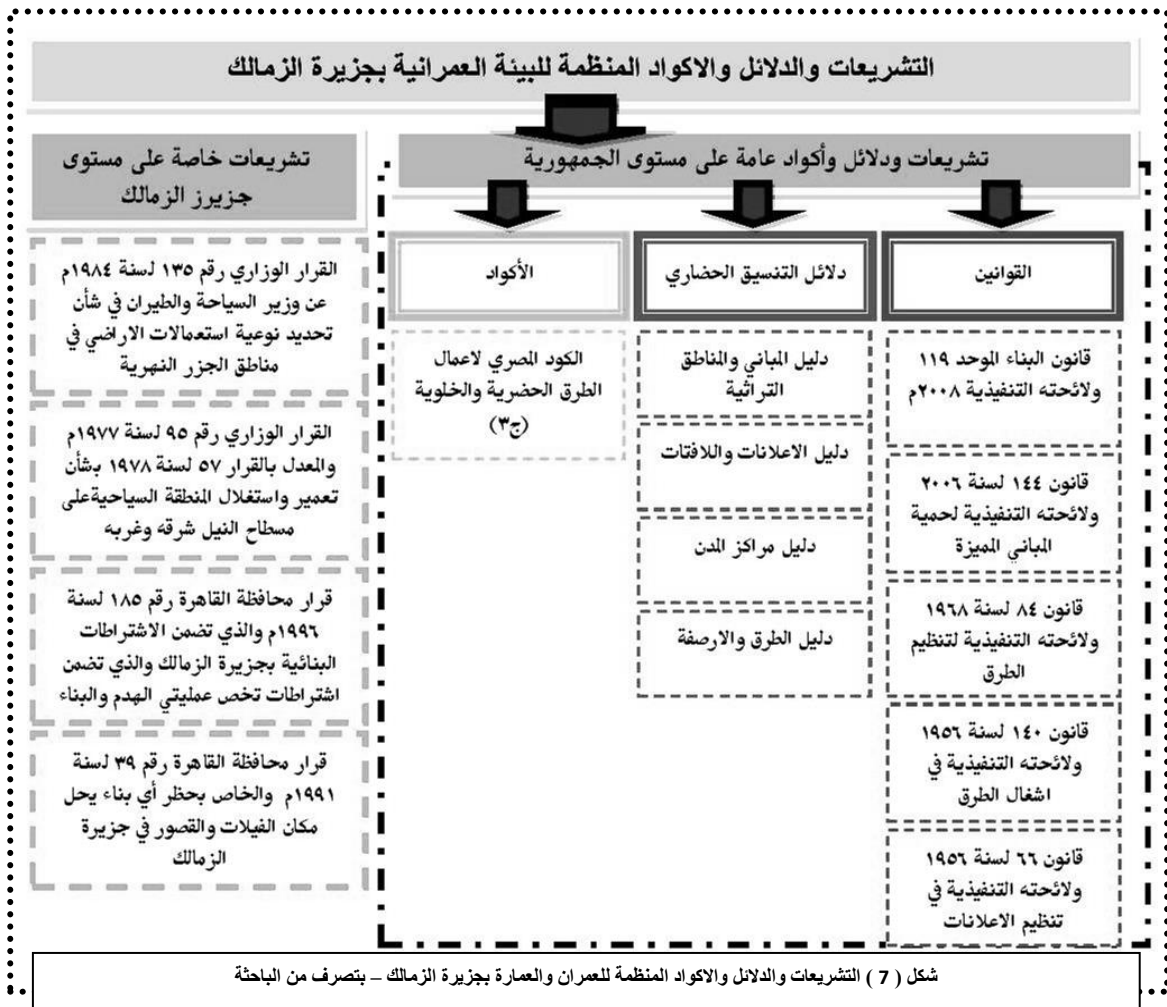 التشريعات والدلائل والاكواد المنظمة للبيئة العمرانية بجزيرة الزمالك
تشريعات ودلائل وأكواد عامة على مستوى الجمهورية
القوانين
قانون البناء الموحد ١١٩
ولائحته التنفيذية ٢٠٠٨م
قانون ١٤٤ لسنة ٢٠٠٦
ولائحته التنفيذية لحمية
المباني المميزة
قانون ٨٤ لسنة ١٩٦٨
ولائحته التنفيذية لتنظيم
الطرق
قانون ١٤٠ لسنة ١٩٥٦
ولائحته التنفيذية في
اشغال الطرق
قانون ٦٦ لسنة ١٩٥٦
ولائحته التنفيذية في
تنظيم الاعلانات
دلائل التنسيق الحضاري
دليل المباني والمناطق
التراثية
دليل الاعلانات واللافتات
دليل مراكز المدن
دليل الطرق والارصفة
الأكواد
الكود المصري لاعمال
الطرق الحضرية والخلوية
(ج٣)
تشريعات خاصة على مستوى
جزيرز الزمالك
القرار الوزاري رقم ١٣٥ لسنة ١٩٨٤م
عن وزير السياحة والطيران في شأن
تحديد نوعية استعمالات الاراضي في
مناطق الجزر النهرية
القرار الوزاري رقم ٩٥ لسنة ١٩٧٧م
والمعدل بالقرار ٥٧ لسنة ١٩٧٨ بشأن
تعمير واستغلال المنطقة السياحيةعلى
مسطاح النيل شرقه وغربه
قرار محافظة القاهرة رقم ١٨٥ لسنة
١٩٩٦م والذي تضمن الاشتراطات
البنائية بجزيرة الزمالك والذي تضمن
اشتراطات تخص عمليتي الهدم والبناء
قرار محافظة القاهرة رقم ٣٩ لسنة
١٩٩١م والخاص بحظر أي بناء يحل
مكان الفيلات والقصور في جزيرة
الزمالك
شكل ( 7 ) التشريعات والدلائل والاكواد المنظمة للعمران والعمارة بجزيرة الزمالك – بتصرف من الباحثة